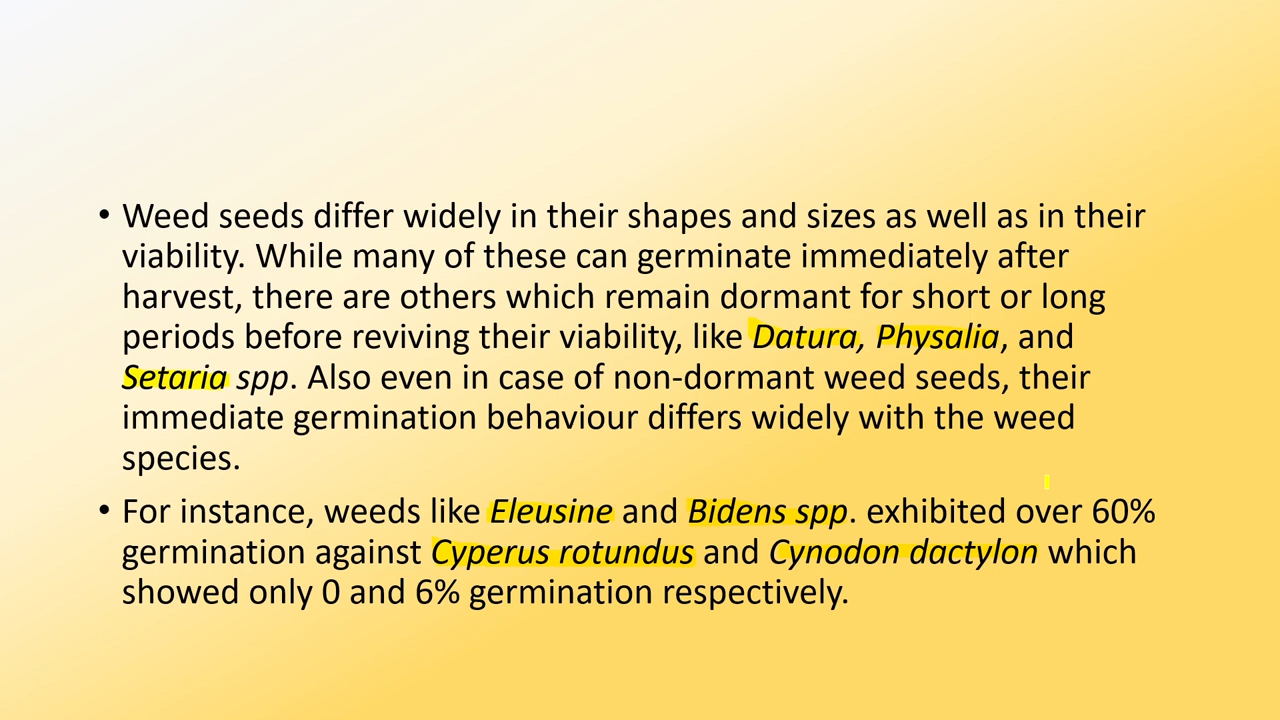 • Weed seeds differ widely in their shapes and sizes as well as in their
viability. While many of these can germinate immediately after
harvest, there are others which remain dormant for short or long
periods before reviving their viability, like Datura, Physalia, and
Setaria spp. Also even in case of non-dormant weed seeds, their
immediate germination behaviour differs widely with the weed
species.
• For instance, weeds like Eleusine and Bidens spp. exhibited over 60%
germination against Cyperus rotundus and Cynodon dactylon which
showed only 0 and 6% germination respectively.